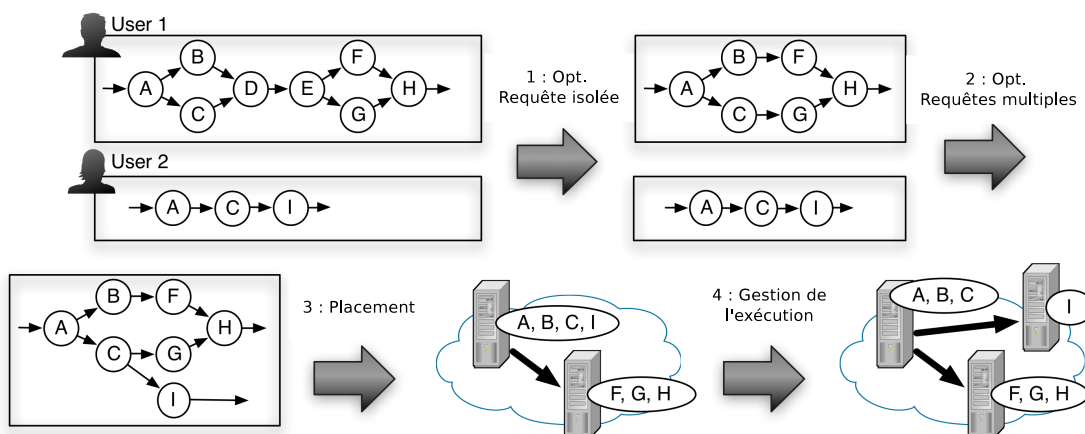 User 1
A
B
C
D
E
F
G
H
1 : Opt.
Requête isolée
A
B
F
C
G
H
2 : Opt.
Requêtes multiples
User 2
A
C
I
A
C
I
A
B
F
C
G
H
I
3 : Placement
A, B, C, I
F, G, H
4 : Gestion de
l'exécution
A, B, C
I
F, G, H